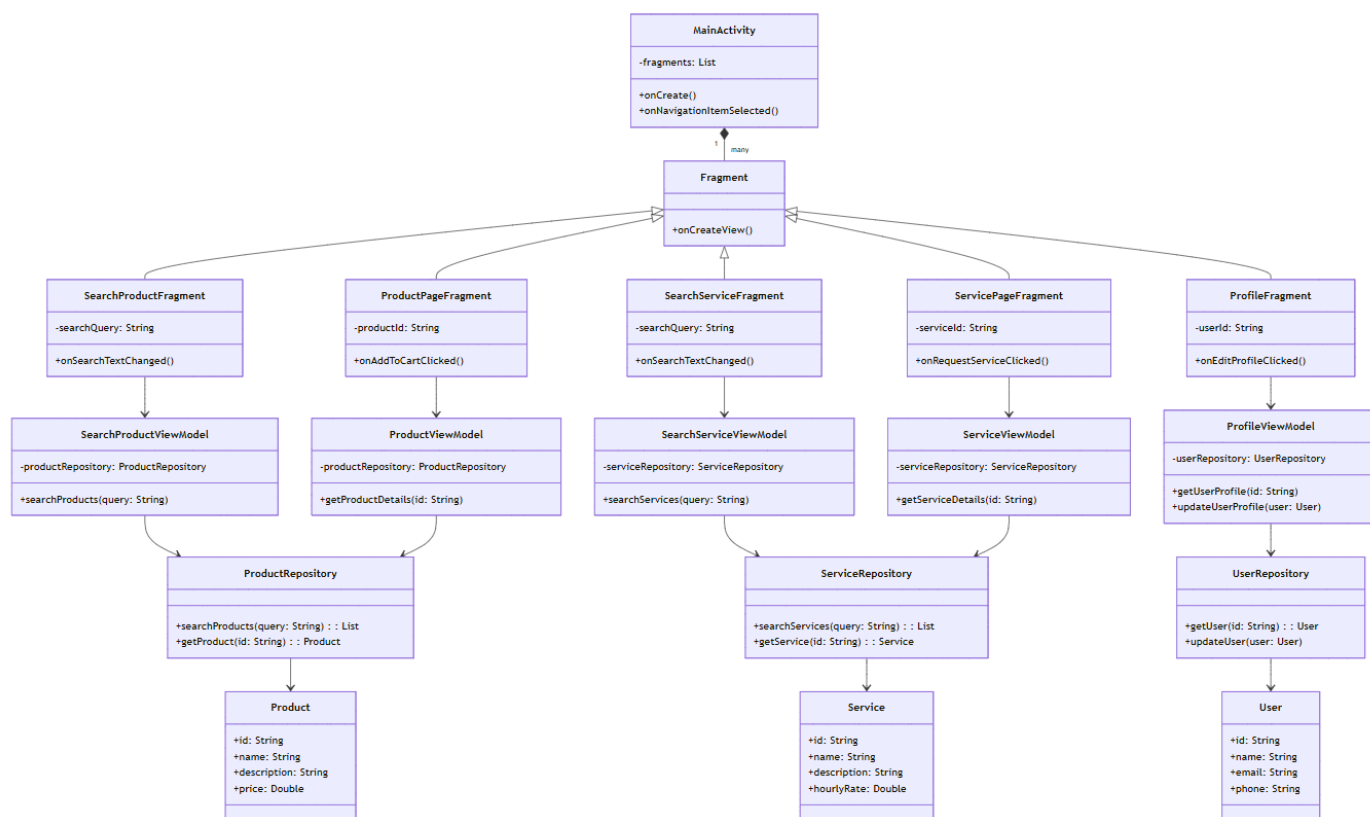 MainActivity
-fragments: List
+onCreate()
+onNavigationItemSelected()
1
many
Fragment
+onCreateView()
SearchProductFragment
-searchQuery: String
+onSearchTextChanged()
ProductPageFragment
-productId: String
+onAddToCartClicked()
SearchServiceFragment
-searchQuery: String
+onSearchTextChanged()
ServicePageFragment
-serviceId: String
+onRequestServiceClicked()
ProfileFragment
-userId: String
+onEditProfileClicked()
SearchProductViewModel
-productRepository: ProductRepository
+searchProducts(query: String)
ProductViewModel
-productRepository: ProductRepository
+getProductDetails(id: String)
SearchServiceViewModel
-serviceRepository: ServiceRepository
+searchServices(query: String)
ServiceViewModel
-serviceRepository: ServiceRepository
+getServiceDetails(id: String)
ProfileViewModel
-userRepository: UserRepository
+getUserProfile(id: String)
+updateUserProfile(user: User)
ProductRepository
+searchProducts(query: String) : : List
+getProduct(id: String) : : Product
ServiceRepository
+searchServices(query: String) : : List
+getService(id: String) : : Service
UserRepository
+getUser(id: String) : : User
+updateUser(user: User)
Product
+id: String
+name: String
+description: String
+price: Double
Service
+id: String
+name: String
+description: String
+hourlyRate: Double
User
+id: String
+name: String
+email: String
+phone: String